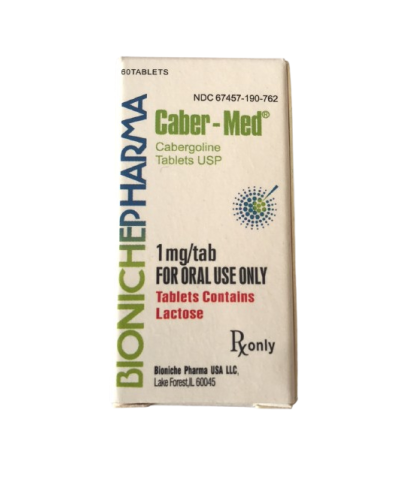 60TABLETS
NDC 67457-190-762
BIONICHEPHARMA
Caber-Med®
Cabergoline
Tablets USP
1mg/tab
FOR ORAL USE ONLY
Tablets Contains
Lactose
Rx only
Bioniche Pharma USA LLC,
Lake Forest,IL 60045